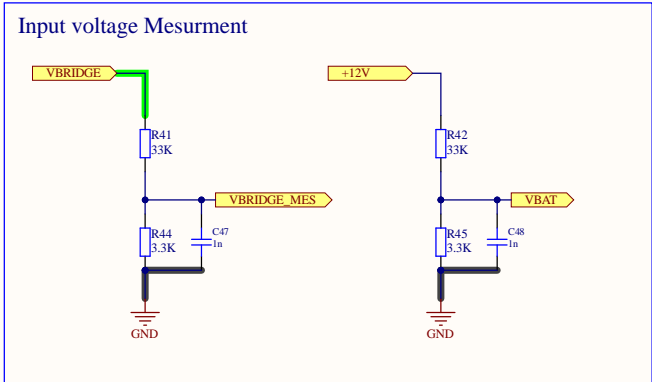 Input voltage Mesurment
VBRIDGE
+12V
R41
33K
R42
33K
VBRIDGE_MES
VBAT
R44
3.3K
C47
1n
R45
3.3K
C48
1n
GND
GND